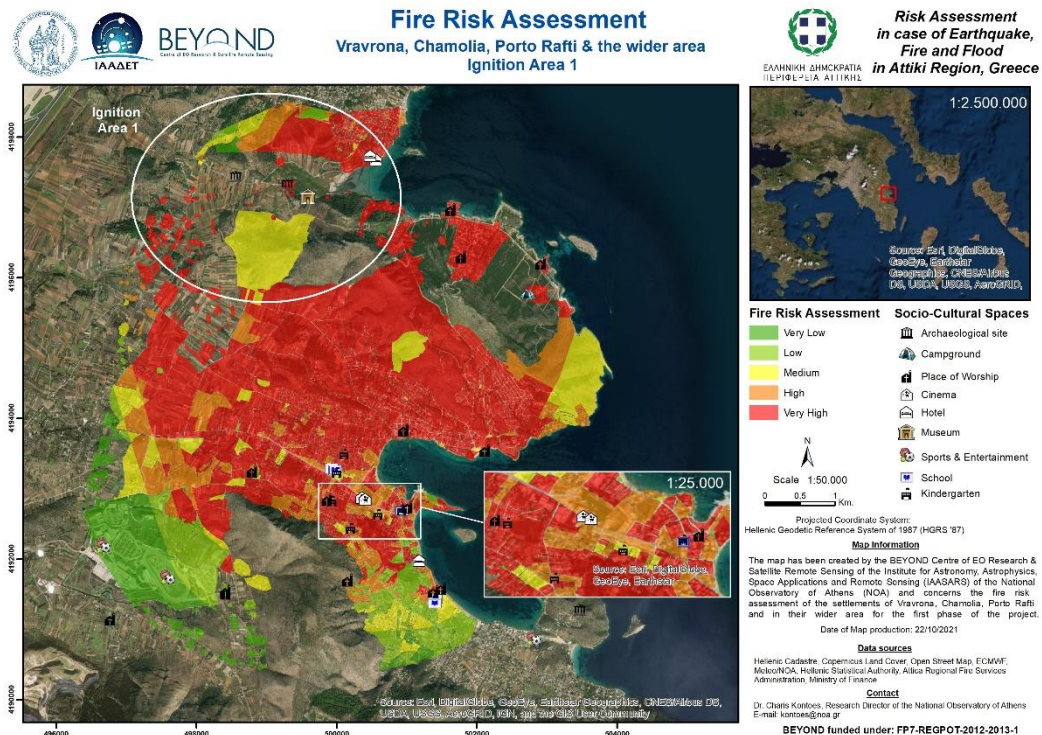 ΙΑΑΔΕΤ
BEYOND
Centre of EO Research & Satellite Remote Sensing
Fire Risk Assessment
Vravrona, Chamolia, Porto Rafti & the wider area
Ignition Area 1
ΕΛΛΗΝΙΚΗ ΔΗΜΟΚΡΑΤΙΑ
ΠΕΡΙΦΕΡΕΙΑ ΑΤΤΙΚΗΣ
Risk Assessment
in case of Earthquake,
Fire and Flood
in Attiki Region, Greece
Ignition
Area 1
4198000
4196000
4194000
4192000
4190000
496000
498000
500000
502000
504000
1:25.000
Source: Esri, DigitalGlobe,
GeoEye, Earthstar
Source: Esri, DigitalGlobe, GeoEye, Earthstar Geographics, CNES/Airbus DS,
USDA, USGS, AeroGRID, IGN, and the GIS User Community
1:2.500.000
Source: Esri, DigitalGlobe,
GeoEye, Earthstar
Geographics, CNES/Airbus
DS, USDA, USGS, AeroGRID,
Fire Risk Assessment
Very Low
Low
Medium
High
Very High
Socio-Cultural Spaces
Archaeological site
Campground
Place of Worship
Cinema
Hotel
Museum
Sports & Entertainment
School
Kindergarten
N
Scale 1:50.000
0 0.5 1
Km.
Projected Coordinate System:
Hellenic Geodetic Reference System of 1987 (HGRS '87)
Map Information
The map has been created by the BEYOND Centre of EO Research &
Satellite Remote Sensing of the Institute for Astronomy, Astrophysics,
Space Applications and Remote Sensing (IAASARS) of the National
Observatory of Athens (NOA) and concerns the fire risk
assessment of the settlements of Vravrona, Chamolia, Porto Rafti
and in their wider area for the first phase of the project.
Date of Map production: 22/10/2021
Data sources
Hellenic Cadastre, Copernicus Land Cover, Open Street Map, ECMWF,
Meteo/NOA, Hellenic Statistical Authority, Attica Regional Fire Services
Administration, Ministry of Finance
Contact
Dr. Charis Kontoes, Research Director of the National Observatory of Athens
E-mail: kontoes@noa.gr
BEYOND funded under: FP7-REGPOT-2012-2013-1